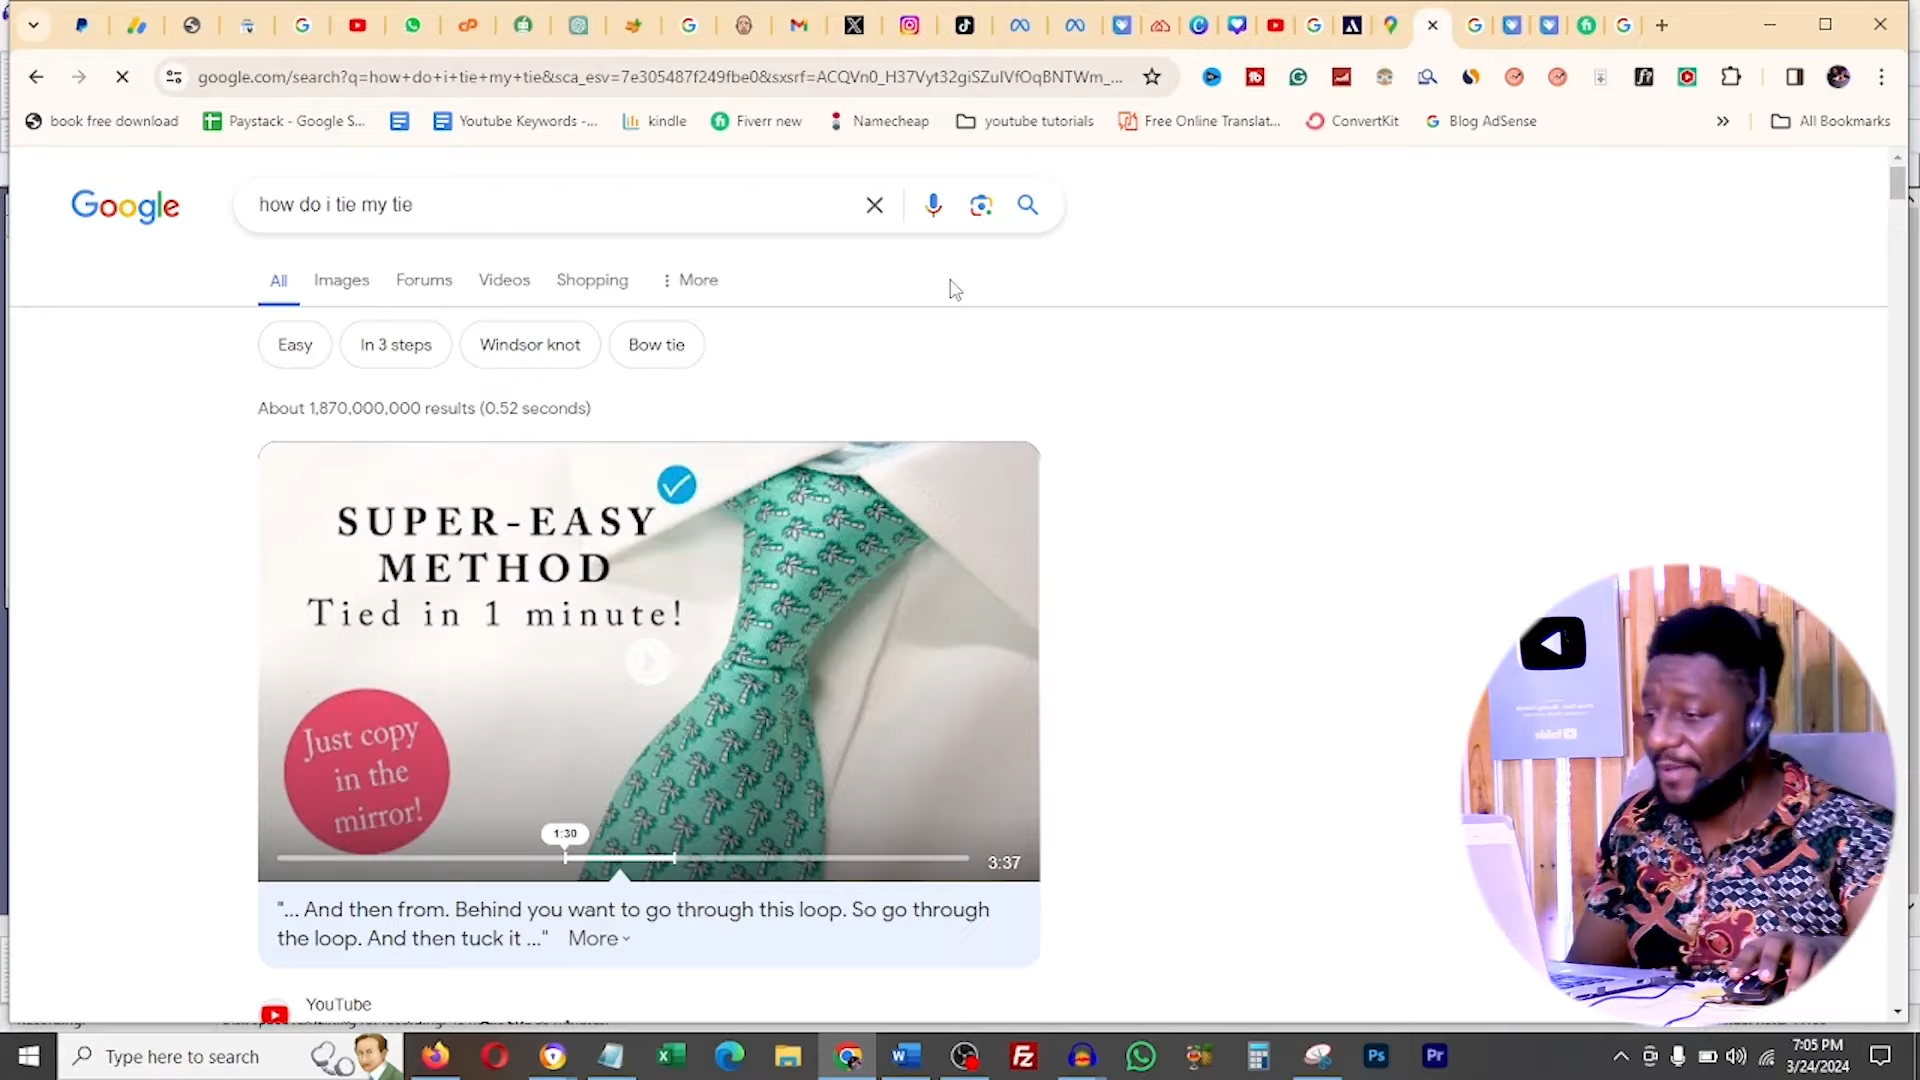 google.com/search?q=how+do+i+tie+my+tie&sca_esv=7e305487f249fbe0&sxsrf=ACQVn0_H37Vyt32giSZuIVfOqBNTWm_...
book free download
Paystack - Google S...
Youtube Keywords -...
kindle
Fiverr new
Namecheap
youtube tutorials
Free Online Translat...
ConvertKit
Blog AdSense
»
All Bookmarks
Google
how do i tie my tie
All
Images
Forums
Videos
Shopping
More
Easy
In 3 steps
Windsor knot
Bow tie
About 1,870,000,000 results (0.52 seconds)
SUPER-EASY
METHOD
Tied in 1 minute!
Just copy
in the
mirror!
1:30
3:37
"... And then from. Behind you want to go through this loop. So go through
the loop. And then tuck it ..." More
YouTube
Type here to search
7:05 PM
3/24/2024